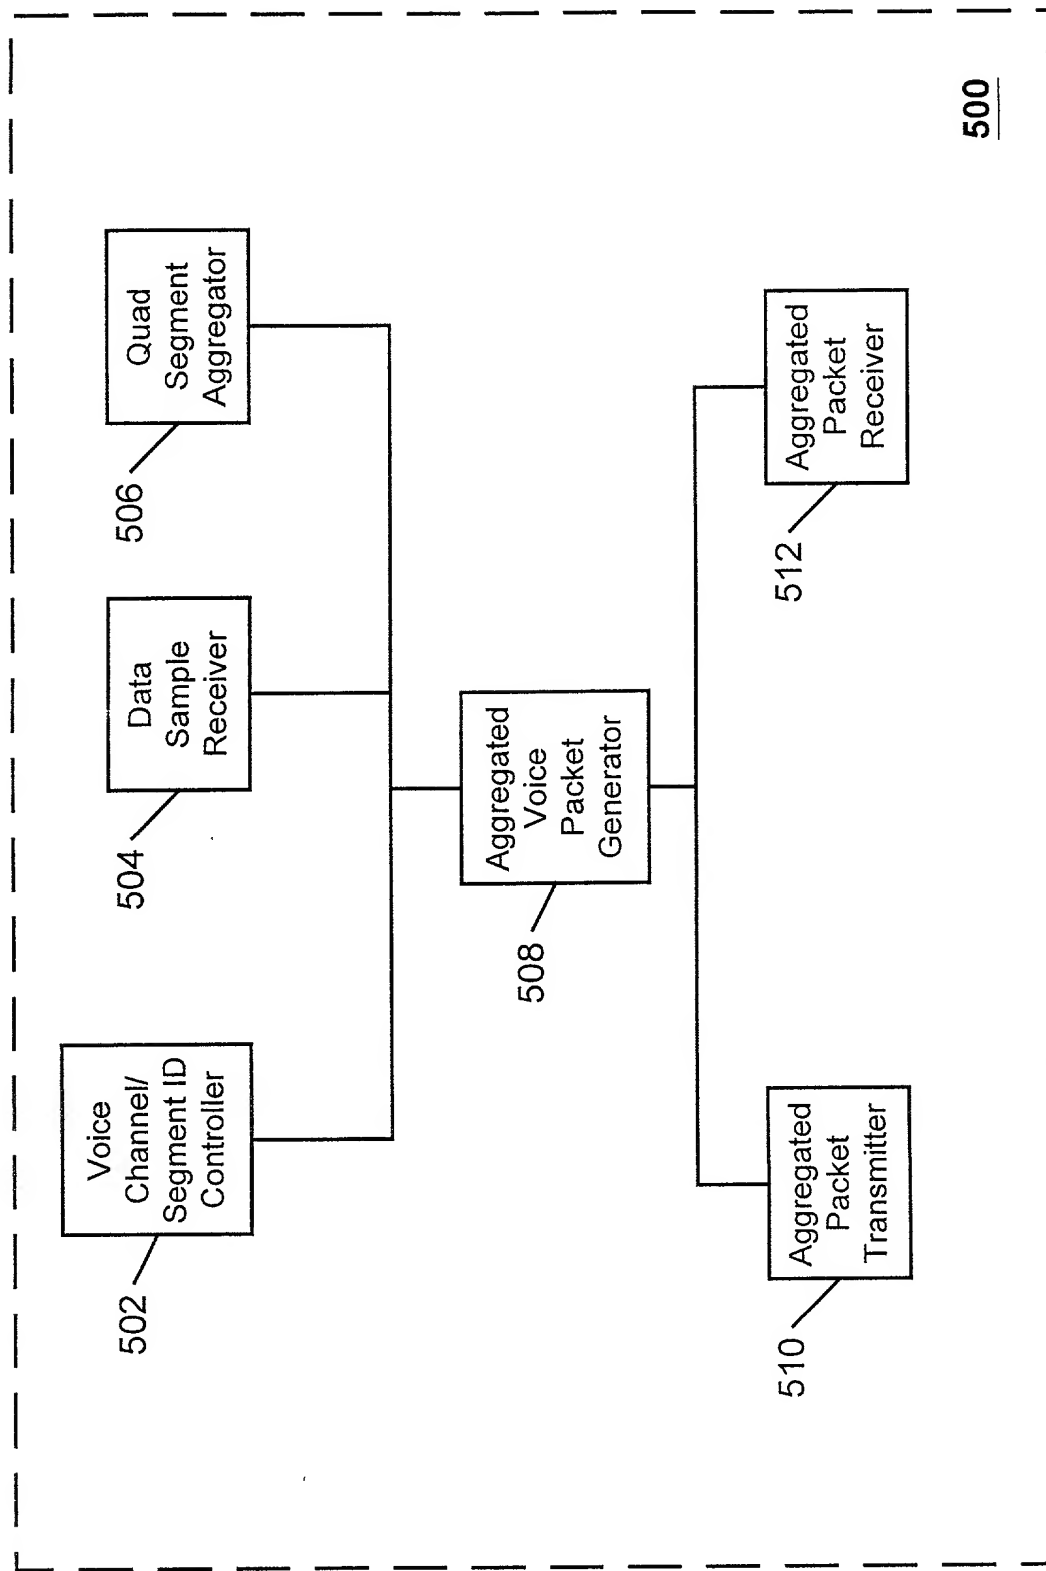 Voice
Channel/
Segment ID
Controller
502
Data
Sample
Receiver
504
Quad
Segment
Aggregator
506
Aggregated
Voice
Packet
Generator
508
Aggregated
Packet
Transmitter
510
Aggregated
Packet
Receiver
512
500